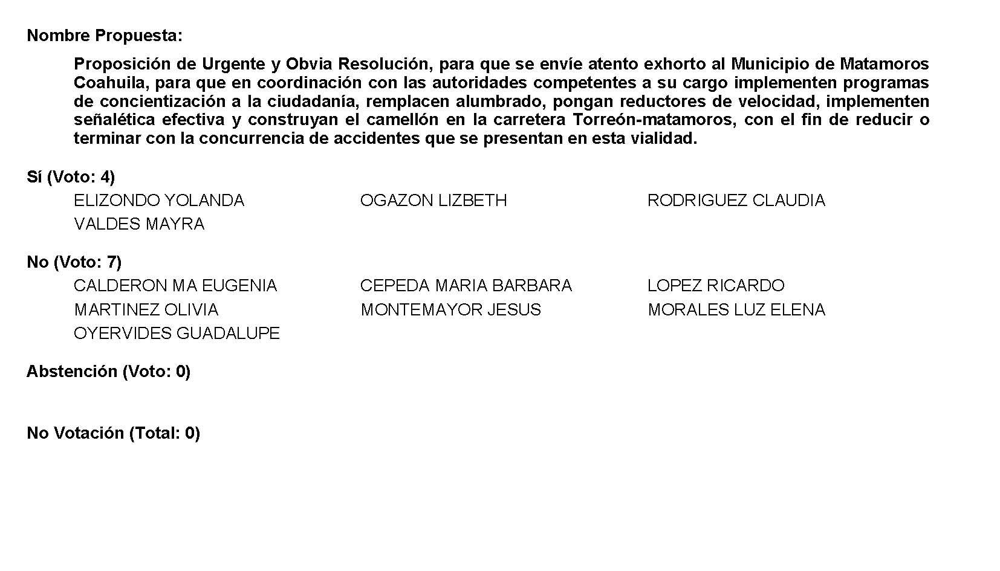 Nombre Propuesta:
Proposición de Urgente y Obvia Resolución, para que se envíe atento exhorto al Municipio de Matamoros
Coahuila, para que en coordinación con las autoridades competentes a su cargo implementen programas
de concientización a la ciudadanía, remplacen alumbrado, pongan reductores de velocidad, implementen
señalética efectiva y construyan el camellón en la carretera Torreón-matamoros, con el fin de reducir o
terminar con la concurrencia de accidentes que se presentan en esta vialidad.
Sí (Voto: 4)
ELIZONDO YOLANDA OGAZON LIZBETH RODRIGUEZ CLAUDIA
VALDES MAYRA
No (Voto: 7)
CALDERON MA EUGENIA CEPEDA MARIA BARBARA LOPEZ RICARDO
MARTINEZ OLIVIA MONTEMAYOR JESUS MORALES LUZ ELENA
OYERVIDES GUADALUPE
Abstención (Voto: 0)
No Votación (Total: 0)